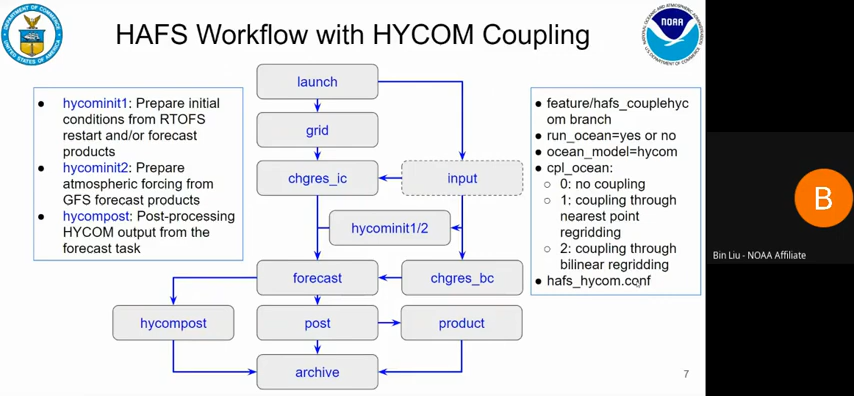 HAFS Workflow with HYCOM Coupling
hycominit1: Prepare initial
conditions from RTOFS
restart and/or forecast
products
hycominit2: Prepare
atmospheric forcing from
GFS forecast products
hycompost: Post-processing
HYCOM output from the
forecast task
launch
grid
chgres_ic
input
hycominit1/2
forecast
chgres_bc
hycompost
post
product
archive
feature/hafs_couplehyc
om branch
run_ocean=yes or no
ocean_model=hycom
cpl_ocean:
0: no coupling
1: coupling through
nearest point
regridding
2: coupling through
bilinear regridding
hafs_hycom.conf
7
B
Bin Liu - NOAA Affiliate